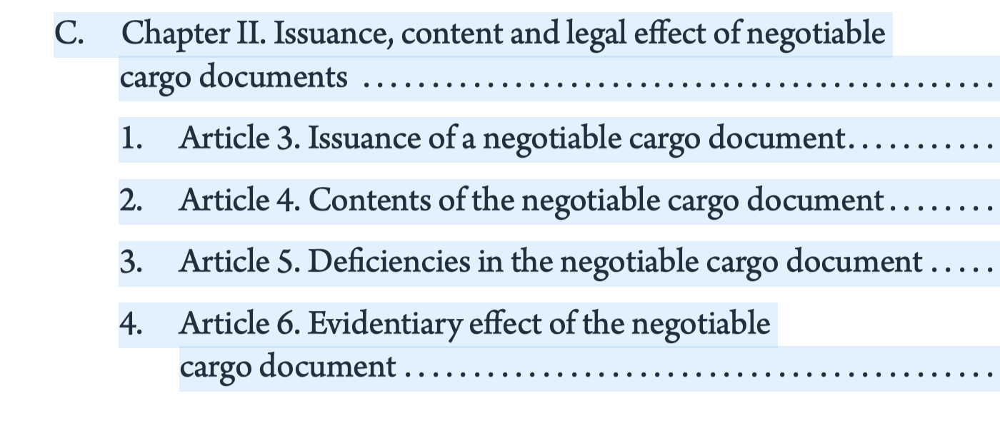 C. Chapter II. Issuance, content and legal effect of negotiable
cargo documents ..............................................
1. Article 3. Issuance of a negotiable cargo document...........
2. Article 4. Contents of the negotiable cargo document........
3. Article 5. Deficiencies in the negotiable cargo document .....
4. Article 6. Evidentiary effect of the negotiable
cargo document ...........................................